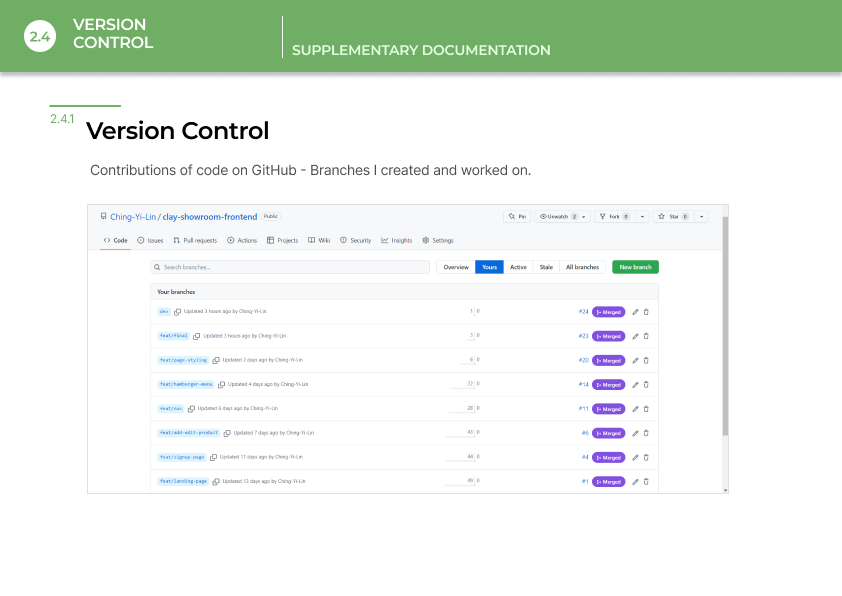 2.4
VERSION
CONTROL
SUPPLEMENTARY DOCUMENTATION
2.4.1
Version Control
Contributions of code on GitHub - Branches I created and worked on.
Ching-Yi-Lin / clay-showroom-frontend Public
Pin Unwatch 2 Fork 0 Star 0
<> Code Issues Pull requests Actions Projects Wiki Security Insights Settings
Search branches...
Overview Yours Active Stale All branches New branch
Your branches
dev Updated 3 hours ago by Ching-Yi-Lin 1 0 #24 Merged
feat/final Updated 3 hours ago by Ching-Yi-Lin 3 0 #23 Merged
feat/page-styling Updated 2 days ago by Ching-Yi-Lin 6 0 #20 Merged
feat/hamburger-menu Updated 4 days ago by Ching-Yi-Lin 22 0 #14 Merged
feat/nav Updated 6 days ago by Ching-Yi-Lin 28 0 #11 Merged
feat/add-edit-product Updated 7 days ago by Ching-Yi-Lin 43 0 #6 Merged
feat/signup-page Updated 11 days ago by Ching-Yi-Lin 44 0 #4 Merged
feat/landing-page Updated 13 days ago by Ching-Yi-Lin 49 0 #1 Merged